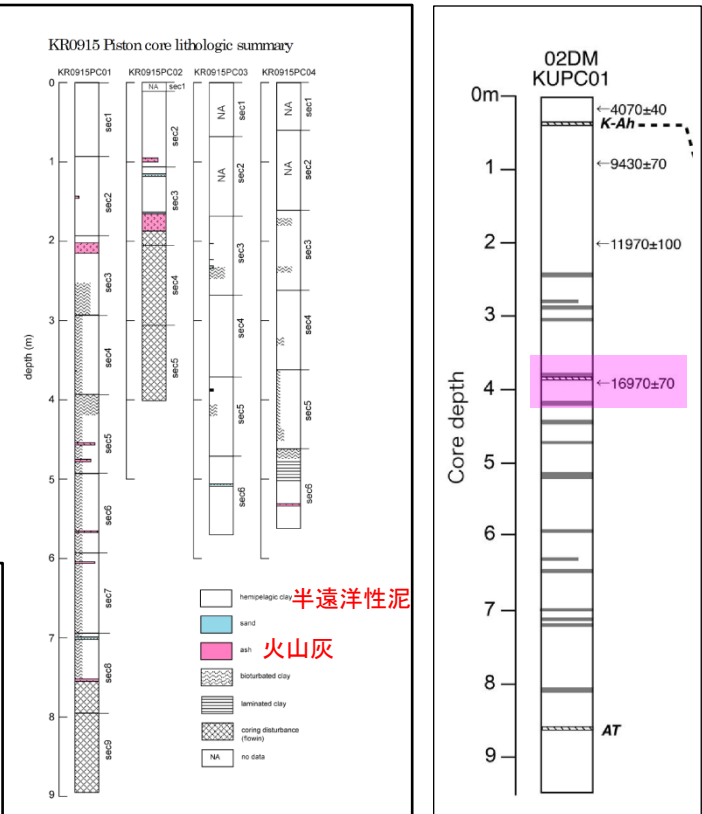 KR0915 Piston core lithologic summary
KR0915PC01 KR0915PC02 KR0915PC03 KR0915PC04
depth (m)
0
1
2
3
4
5
6
7
8
9
sec1
sec2
sec3
sec4
sec5
sec6
sec7
sec8
sec9
NA sec1
sec2
sec3
sec4
sec5
NA sec1
NA sec2
sec3
sec4
sec5
sec6
NA sec1
NA sec2
sec3
sec4
sec5
sec6
hemipelagic clay 半遠洋性泥
sand
ash 火山灰
bioturbated clay
laminated clay
coring disturbance
(flowin)
NA no data
02DM
KUPC01
Core depth
0m
1
2
3
4
5
6
7
8
9
←4070±40
K-Ah
←9430±70
←11970±100
←16970±70
AT